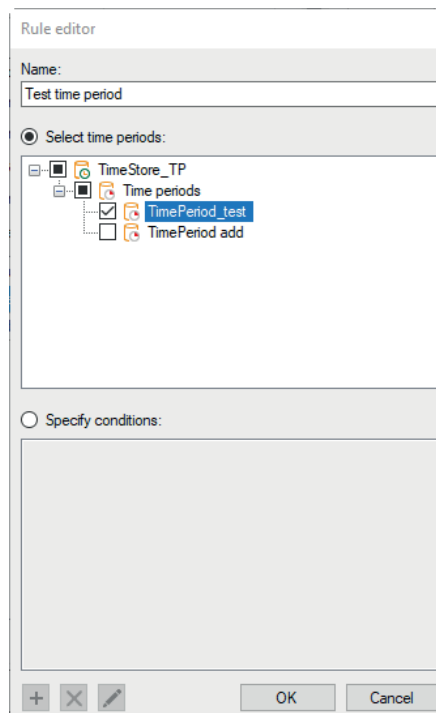 Rule editor
Name:
Test time period
Select time periods:
TimeStore_TP
Time periods
TimePeriod_test
TimePeriod add
Specify conditions:
OK Cancel